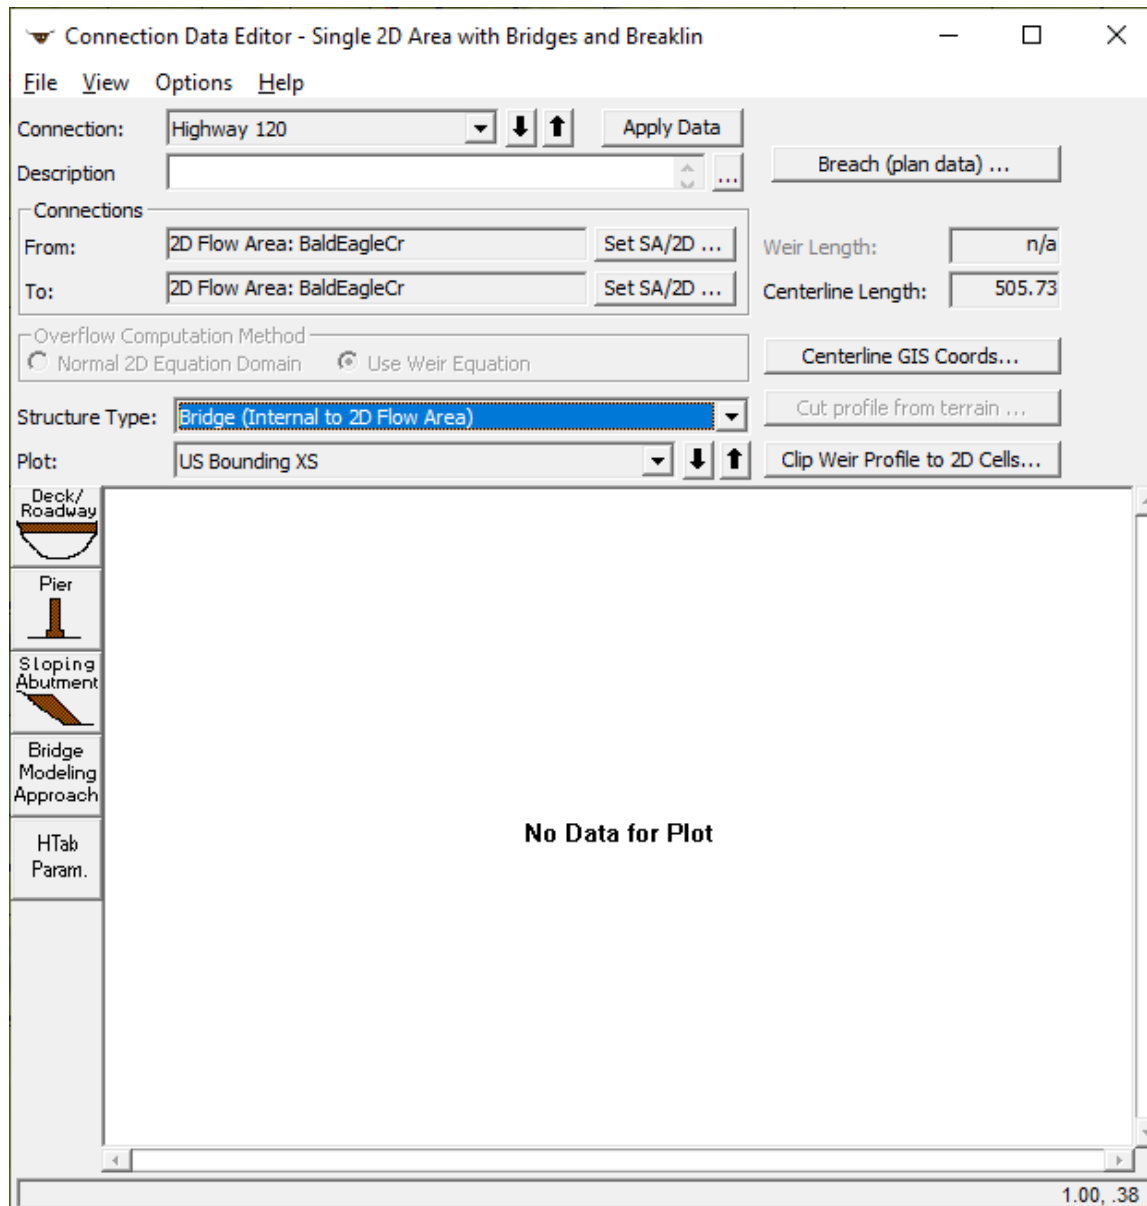 Connection Data Editor - Single 2D Area with Bridges and Breaklin
File View Options Help
Connection: Highway 120 Apply Data
Description ... Breach (plan data) ...
Connections
From: 2D Flow Area: BaldEagleCr Set SA/2D ... Weir Length: n/a
To: 2D Flow Area: BaldEagleCr Set SA/2D ... Centerline Length: 505.73
Overflow Computation Method
Normal 2D Equation Domain Use Weir Equation Centerline GIS Coords...
Structure Type: Bridge (Internal to 2D Flow Area) Cut profile from terrain ...
Plot: US Bounding XS Clip Weir Profile to 2D Cells...
Deck/
Roadway
Pier
Sloping
Abutment
Bridge
Modeling
Approach
No Data for Plot
HTab
Param.
1.00, .38